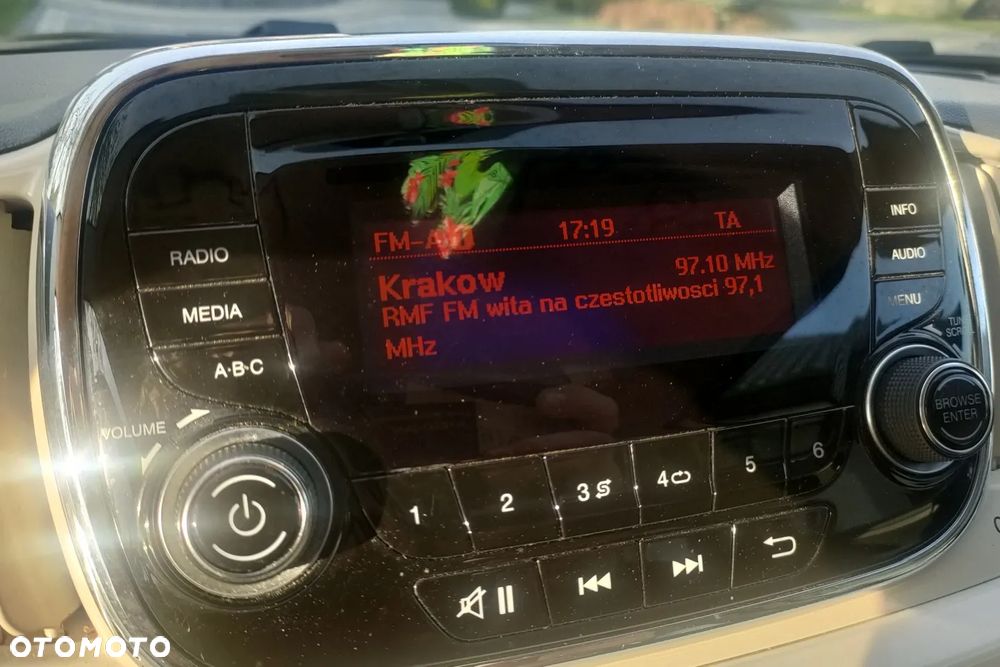 INFO
RADIO
AUDIO
FM-A 17:19 TA
Krakow 97.10 MHz
RMF FM wita na czestotliwosci 97,1
MHz
MEDIA
MENU
A·B·C
VOLUME
BROWSE
ENTER
1 2 3 4 5 6
OTOMOTO